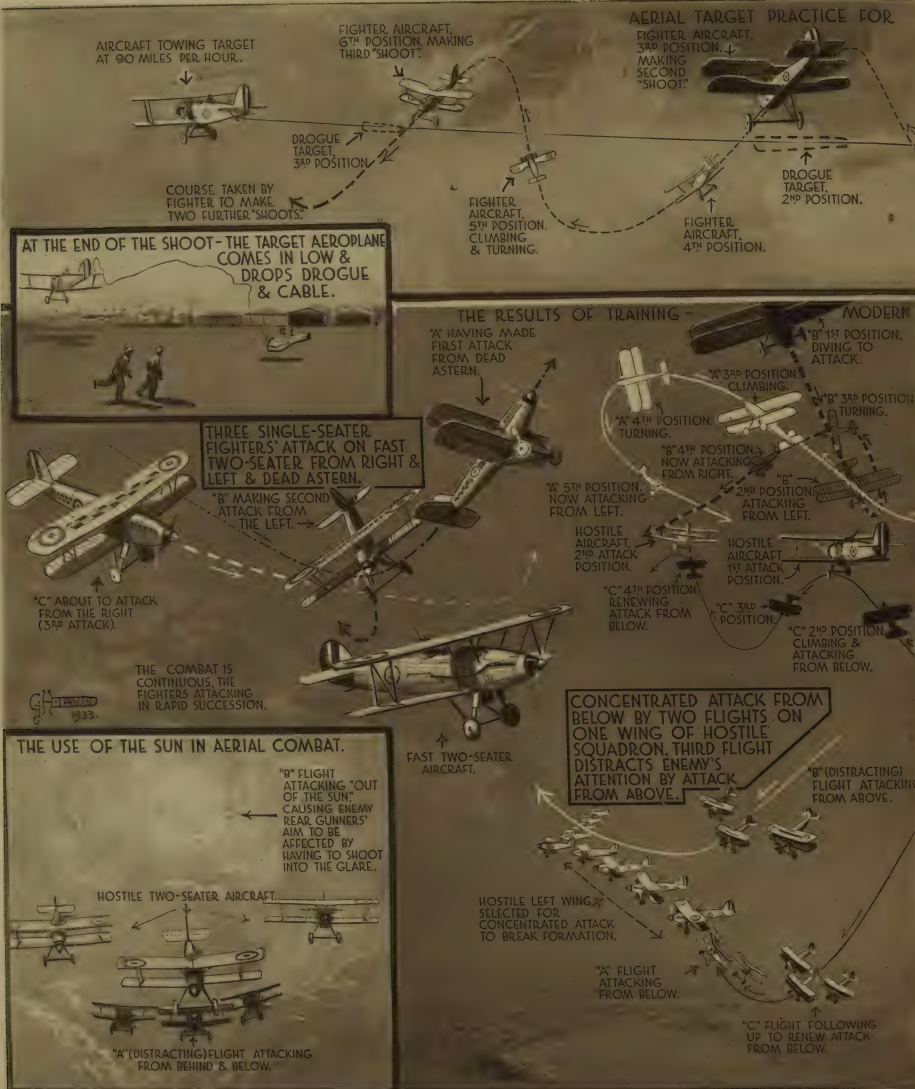 AERIAL TARGET PRACTICE FOR
AIRCRAFT TOWING TARGET
AT 90 MILES PER HOUR.
FIGHTER AIRCRAFT,
6TH POSITION, MAKING
THIRD "SHOOT".
FIGHTER AIRCRAFT,
3RD POSITION.
MAKING
SECOND
"SHOOT."
DROGUE
TARGET,
3RD POSITION
COURSE TAKEN BY
FIGHTER TO MAKE
TWO FURTHER "SHOOTS."
FIGHTER
AIRCRAFT,
5TH POSITION.
CLIMBING
& TURNING.
FIGHTER
AIRCRAFT,
4TH POSITION.
DROGUE
TARGET,
2ND POSITION.
AT THE END OF THE SHOOT - THE TARGET AEROPLANE
COMES IN LOW &
DROPS DROGUE
& CABLE.
THE RESULTS OF TRAINING -
MODERN
"A" HAVING MADE
FIRST ATTACK
FROM DEAD
ASTERN.
"B" 1ST POSITION,
DIVING TO
ATTACK.
"A" 3RD POSITION
CLIMBING.
"B" 3RD POSITION
TURNING.
"A" 4TH POSITION.
TURNING.
"B" 4TH POSITION.
NOW ATTACKING
FROM RIGHT.
"B"
2ND POSITION,
ATTACKING
FROM LEFT.
"A" 5TH POSITION.
NOW ATTACKING
FROM LEFT.
THREE SINGLE-SEATER
FIGHTERS' ATTACK ON FAST
TWO-SEATER FROM RIGHT &
LEFT & DEAD ASTERN.
"B" MAKING SECOND
ATTACK FROM
THE LEFT.
HOSTILE
AIRCRAFT,
2ND ATTACK
POSITION.
HOSTILE
AIRCRAFT
1ST ATTACK
POSITION.
"C" 4TH POSITION
RENEWING
ATTACK FROM
BELOW.
"C" 3RD
POSITION.
"C" 2ND POSITION,
CLIMBING &
ATTACKING
FROM BELOW.
"C" ABOUT TO ATTACK
FROM THE RIGHT
(3RD ATTACK).
THE COMBAT IS
CONTINUOUS, THE
FIGHTERS ATTACKING
IN RAPID SUCCESSION.
1933.
FAST TWO-SEATER
AIRCRAFT.
CONCENTRATED ATTACK FROM
BELOW BY TWO FLIGHTS ON
ONE WING OF HOSTILE
SQUADRON. THIRD FLIGHT
DISTRACTS ENEMY'S
ATTENTION BY ATTACK
FROM ABOVE.
"B" (DISTRACTING)
FLIGHT ATTACKING
FROM ABOVE.
HOSTILE LEFT WING
SELECTED FOR
CONCENTRATED ATTACK
TO BREAK FORMATION.
"A" FLIGHT
ATTACKING
FROM BELOW.
"C" FLIGHT FOLLOWING
UP TO RENEW ATTACK
FROM BELOW.
THE USE OF THE SUN IN AERIAL COMBAT.
"B" FLIGHT
ATTACKING "OUT
OF THE SUN,"
CAUSING ENEMY
REAR GUNNERS'
AIM TO BE
AFFECTED BY
HAVING TO SHOOT
INTO THE GLARE.
HOSTILE TWO-SEATER AIRCRAFT.
"A" (DISTRACTING) FLIGHT ATTACKING
FROM BEHIND & BELOW.